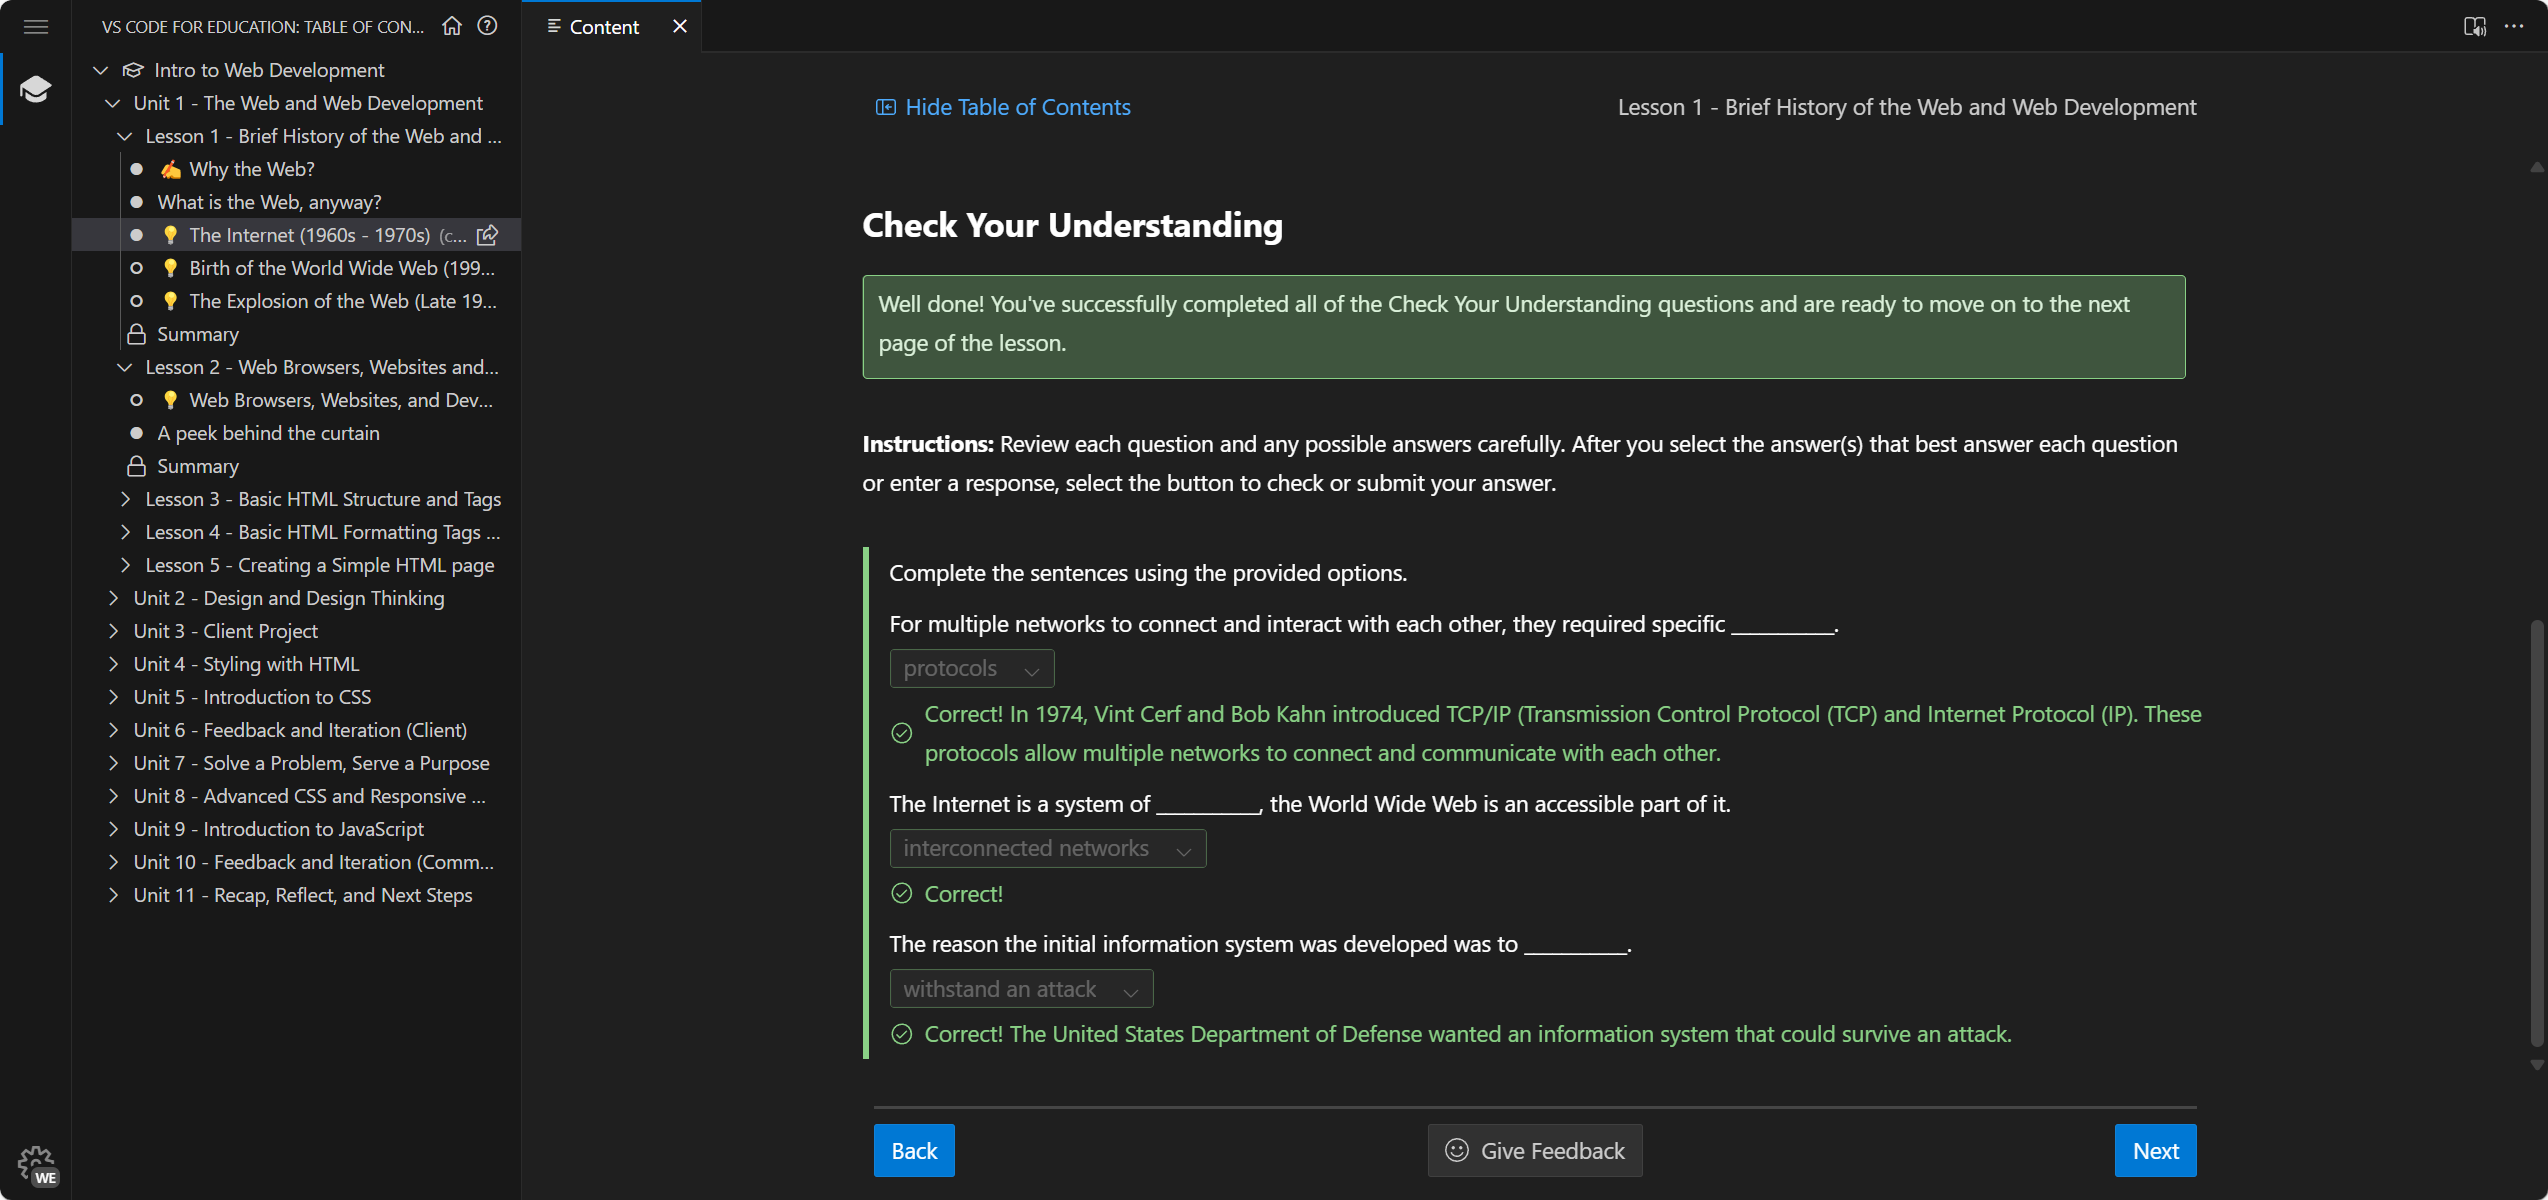 VS CODE FOR EDUCATION: TABLE OF CON...
Intro to Web Development
Unit 1 - The Web and Web Development
Lesson 1 - Brief History of the Web and ...
✍ Why the Web?
What is the Web, anyway?
💡 The Internet (1960s - 1970s) (c...
💡 Birth of the World Wide Web (199...
💡 The Explosion of the Web (Late 19...
Summary
Lesson 2 - Web Browsers, Websites and...
💡 Web Browsers, Websites, and Dev...
A peek behind the curtain
Summary
Lesson 3 - Basic HTML Structure and Tags
Lesson 4 - Basic HTML Formatting Tags ...
Lesson 5 - Creating a Simple HTML page
Unit 2 - Design and Design Thinking
Unit 3 - Client Project
Unit 4 - Styling with HTML
Unit 5 - Introduction to CSS
Unit 6 - Feedback and Iteration (Client)
Unit 7 - Solve a Problem, Serve a Purpose
Unit 8 - Advanced CSS and Responsive ...
Unit 9 - Introduction to JavaScript
Unit 10 - Feedback and Iteration (Comm...
Unit 11 - Recap, Reflect, and Next Steps
WE
Content
Hide Table of Contents
Lesson 1 - Brief History of the Web and Web Development
Check Your Understanding
Well done! You've successfully completed all of the Check Your Understanding questions and are ready to move on to the next
page of the lesson.
Instructions: Review each question and any possible answers carefully. After you select the answer(s) that best answer each question
or enter a response, select the button to check or submit your answer.
Complete the sentences using the provided options.
For multiple networks to connect and interact with each other, they required specific __________.
protocols
Correct! In 1974, Vint Cerf and Bob Kahn introduced TCP/IP (Transmission Control Protocol (TCP) and Internet Protocol (IP). These
protocols allow multiple networks to connect and communicate with each other.
The Internet is a system of __________, the World Wide Web is an accessible part of it.
interconnected networks
Correct!
The reason the initial information system was developed was to __________.
withstand an attack
Correct! The United States Department of Defense wanted an information system that could survive an attack.
Back
Give Feedback
Next